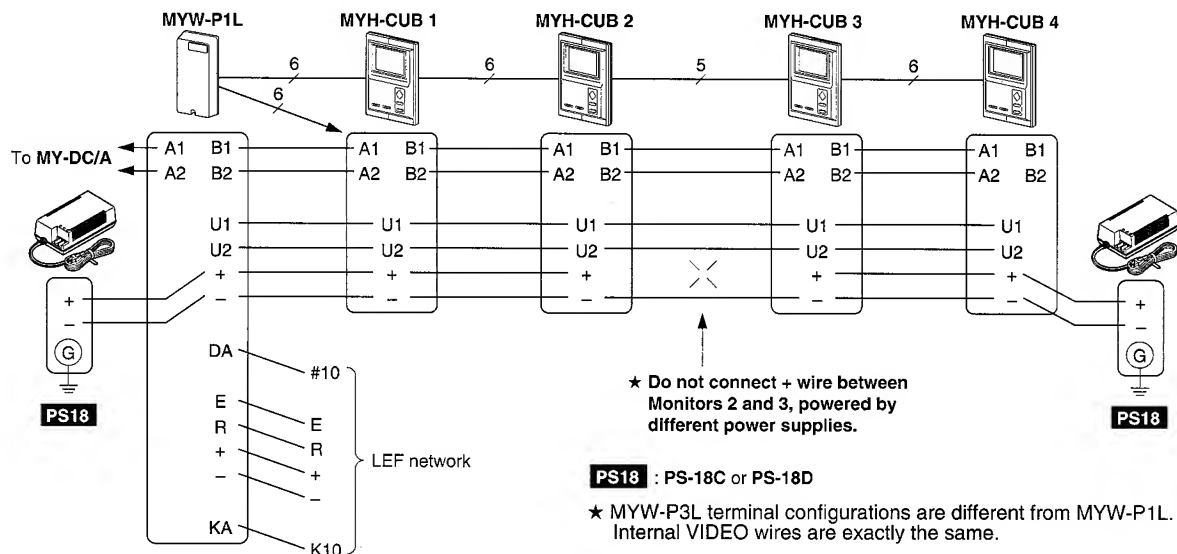 MYW-P1L MYH-CUB 1 MYH-CUB 2 MYH-CUB 3 MYH-CUB 4
6 6 5 6
6
To MY-DC/A
A1 B1 A1 B1 A1 B1 A1 B1 A1 B1
A2 B2 A2 B2 A2 B2 A2 B2 A2 B2
U1 U1 U1 U1 U1
U2 U2 U2 U2 U2
+ + + + +
− − − − −
+
−
G
PS18
+
−
G
PS18
DA #10
E E
R R
+ +
− −
KA K10
LEF network
★ Do not connect + wire between
Monitors 2 and 3, powered by
different power supplies.
PS18 : PS-18C or PS-18D
★ MYW-P3L terminal configurations are different from MYW-P1L.
Internal VIDEO wires are exactly the same.